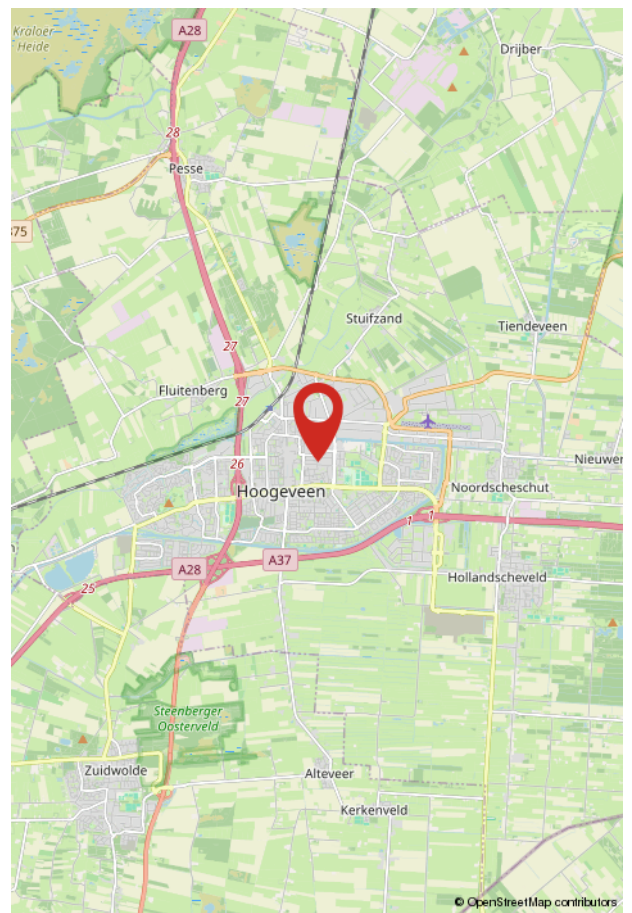 Kraloer
Heide
A28
Drijber
28
Pesse
375
Stuifzand
Tiendeveen
27
Fluitenberg
27
26
Nieuwer
Hoogeveen
Noordscheschut
1
1
A37
A28
Hollandscheveld
25
Steenberger
Oosterveld
Zuidwolde
Alteveer
Kerkenveld
© OpenStreetMap contributors